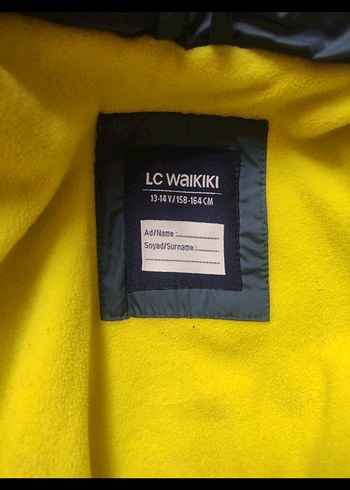 LC WAIKIKI
13-14 Y/158-164 CM
Ad/Name :
Soyad/Surname :